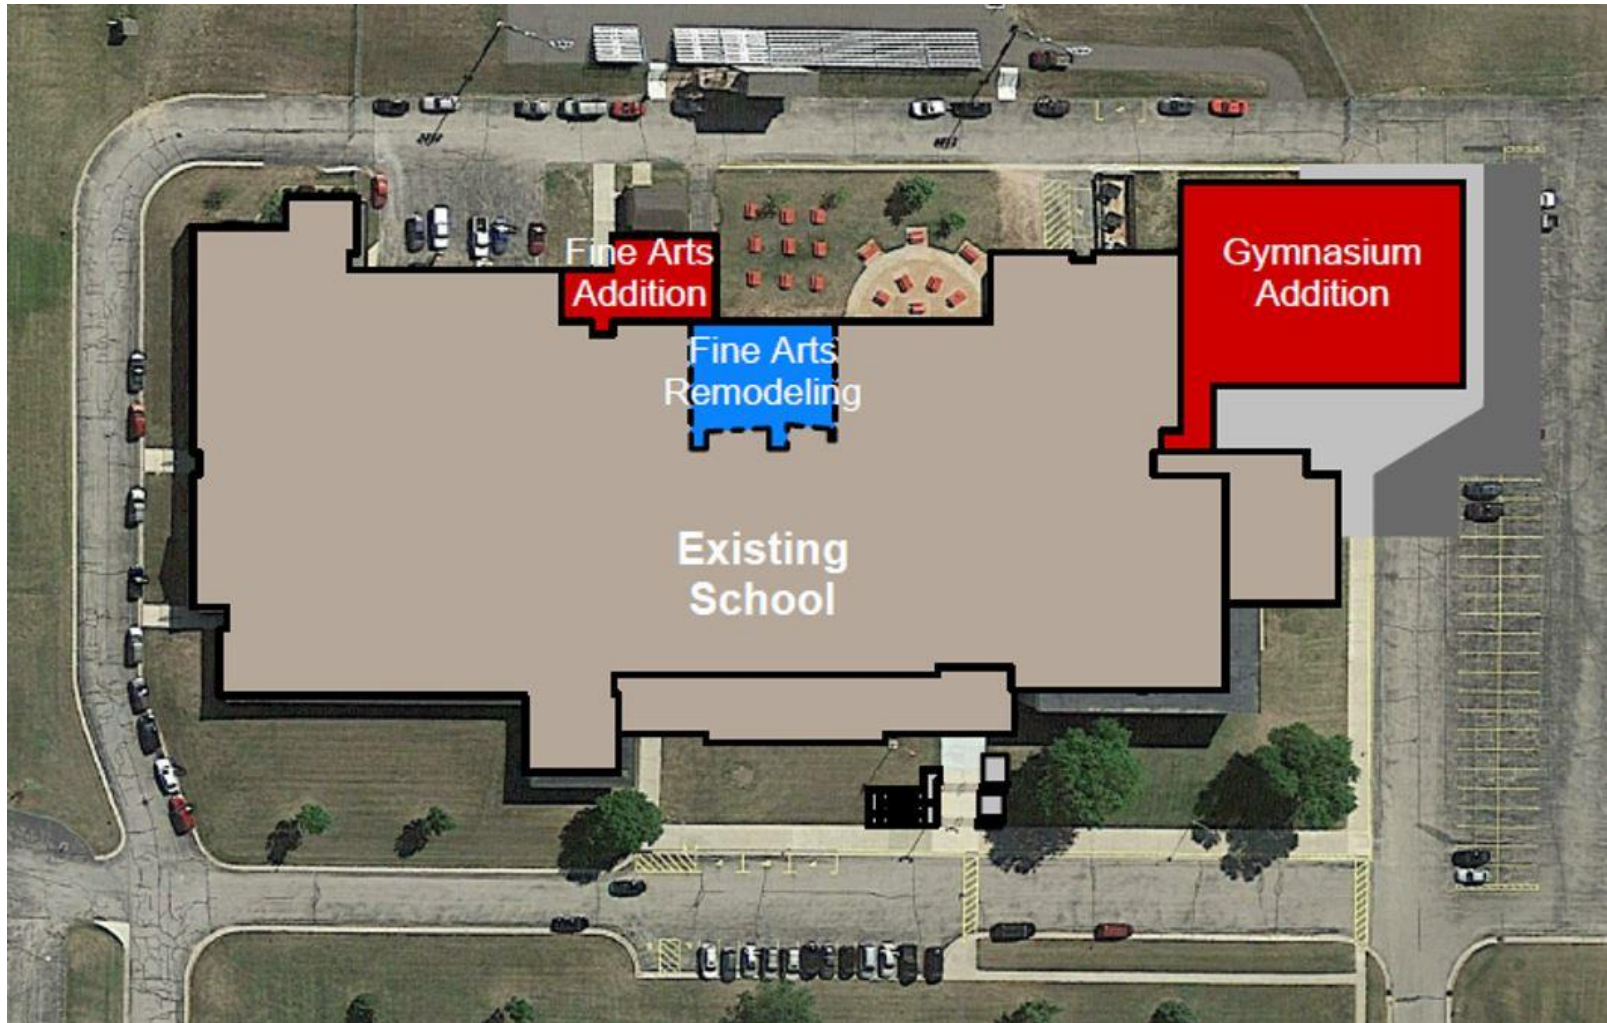 Fine Arts
Addition
Gymnasium
Addition
Fine Arts
Remodeling
Existing
School